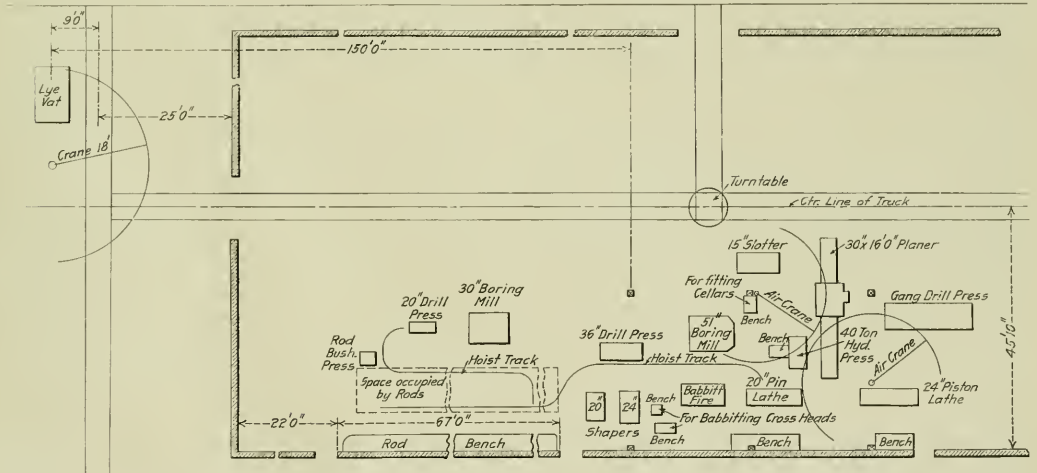 9'0"
150'0"
Lye
Vat
25'0"
Crane 18'
Turntable
Ctr. Line of Truck
15" Slotter
30" x 16'0" Planer
For fitting
Cellars
Air Crane
Gang Drill Press
30" Boring
Mill
20" Drill
Press
Bench
51"
Boring
Mill
36" Drill Press
Bench
40 Ton
Hyd.
Press
45'10"
Rod
Bush.
Press
Hoist Track
Hoist Track
Air Crane
Space occupied
by Rods
20" Pin
Lathe
24" Piston
Lathe
Babbitt
Fire
20"
24"
Bench
For Babbitting Cross Heads
Shapers
Bench
22'0"
67'0"
Rod Bench
Bench
Bench